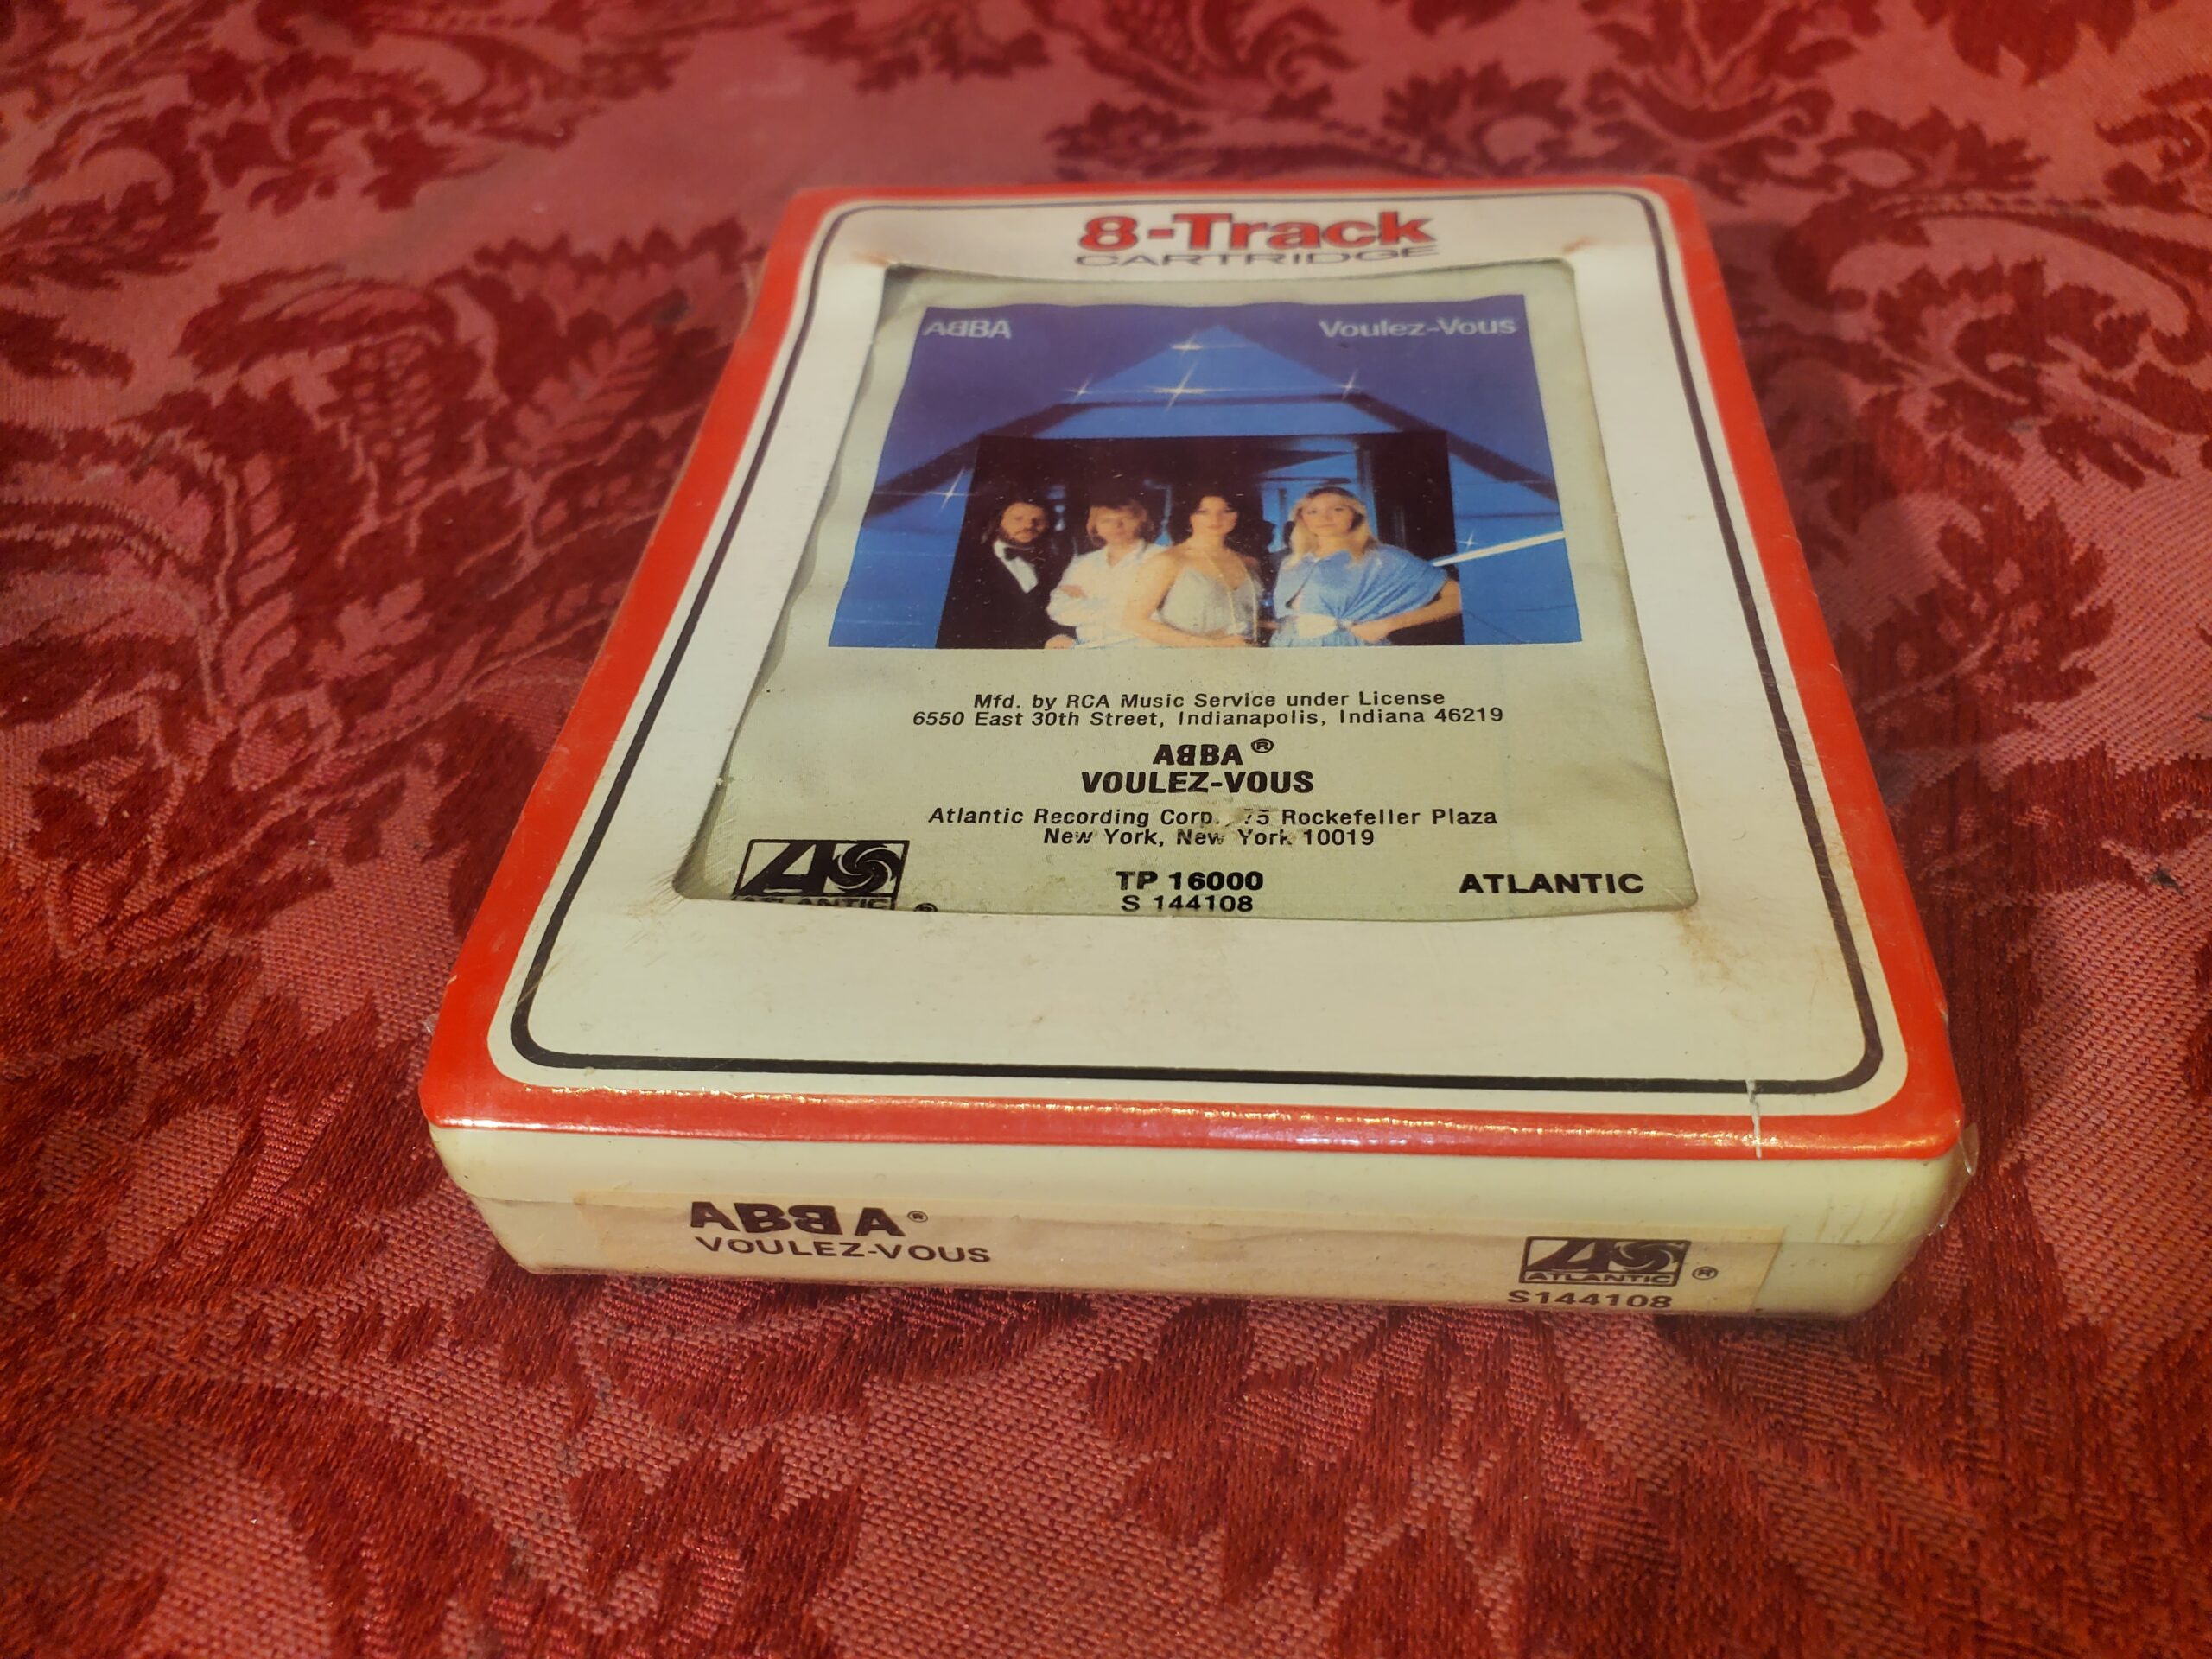 8-Track
CARTRIDGE
ABBA Voulez-Vous
Mfd. by RCA Music Service under License
6550 East 30th Street, Indianapolis, Indiana 46219
ABBA®
VOULEZ-VOUS
Atlantic Recording Corp., 75 Rockefeller Plaza
New York, New York 10019
ATLANTIC ®
TP 16000
S 144108
ATLANTIC
ABBA®
VOULEZ-VOUS
ATLANTIC ®
S144108